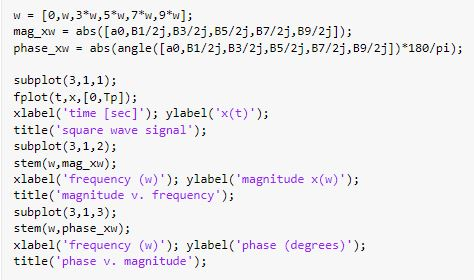 w = [0,w,3*w,5*w,7*w,9*w];
mag_xw = abs([a0,B1/2j,B3/2j,B5/2j,B7/2j,B9/2j]);
phase_xw = abs(angle([a0,B1/2j,B3/2j,B5/2j,B7/2j,B9/2j])*180/pi);
subplot(3,1,1);
fplot(t,x,[0,Tp]);
xlabel('time [sec]'); ylabel('x(t)');
title('square wave signal');
subplot(3,1,2);
stem(w,mag_xw);
xlabel('frequency (w)'); ylabel('magnitude x(w)');
title('magnitude v. frequency');
subplot(3,1,3);
stem(w,phase_xw);
xlabel('frequency (w)'); ylabel('phase (degrees)');
title('phase v. magnitude');